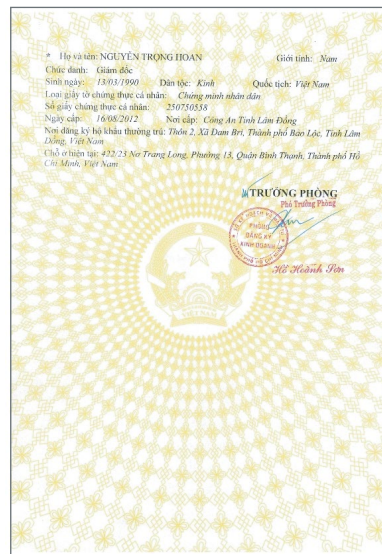 * Họ và tên: NGUYỄN TRỌNG HOAN Giới tính: Nam
Chức danh: Giám đốc
Sinh ngày: 13/03/1990 Dân tộc: Kinh Quốc tịch: Việt Nam
Loại giấy tờ chứng thực cá nhân: Chứng minh nhân dân
Số giấy chứng thực cá nhân: 250750558
Ngày cấp: 16/08/2012 Nơi cấp: Công An Tỉnh Lâm Đồng
Nơi đăng ký hộ khẩu thường trú: Thôn 2, Xã Đam Bri, Thành phố Bảo Lộc, Tỉnh Lâm
Đồng, Việt Nam
Chỗ ở hiện tại: 422/23 Nơ Trang Long, Phường 13, Quận Bình Thạnh, Thành phố Hồ
Chí Minh, Việt Nam
TRƯỞNG PHÒNG
Phó Trưởng Phòng
PHÒNG
ĐĂNG KÝ
KINH DOANH
Hồ Hoành Sơn
VIỆT NAM